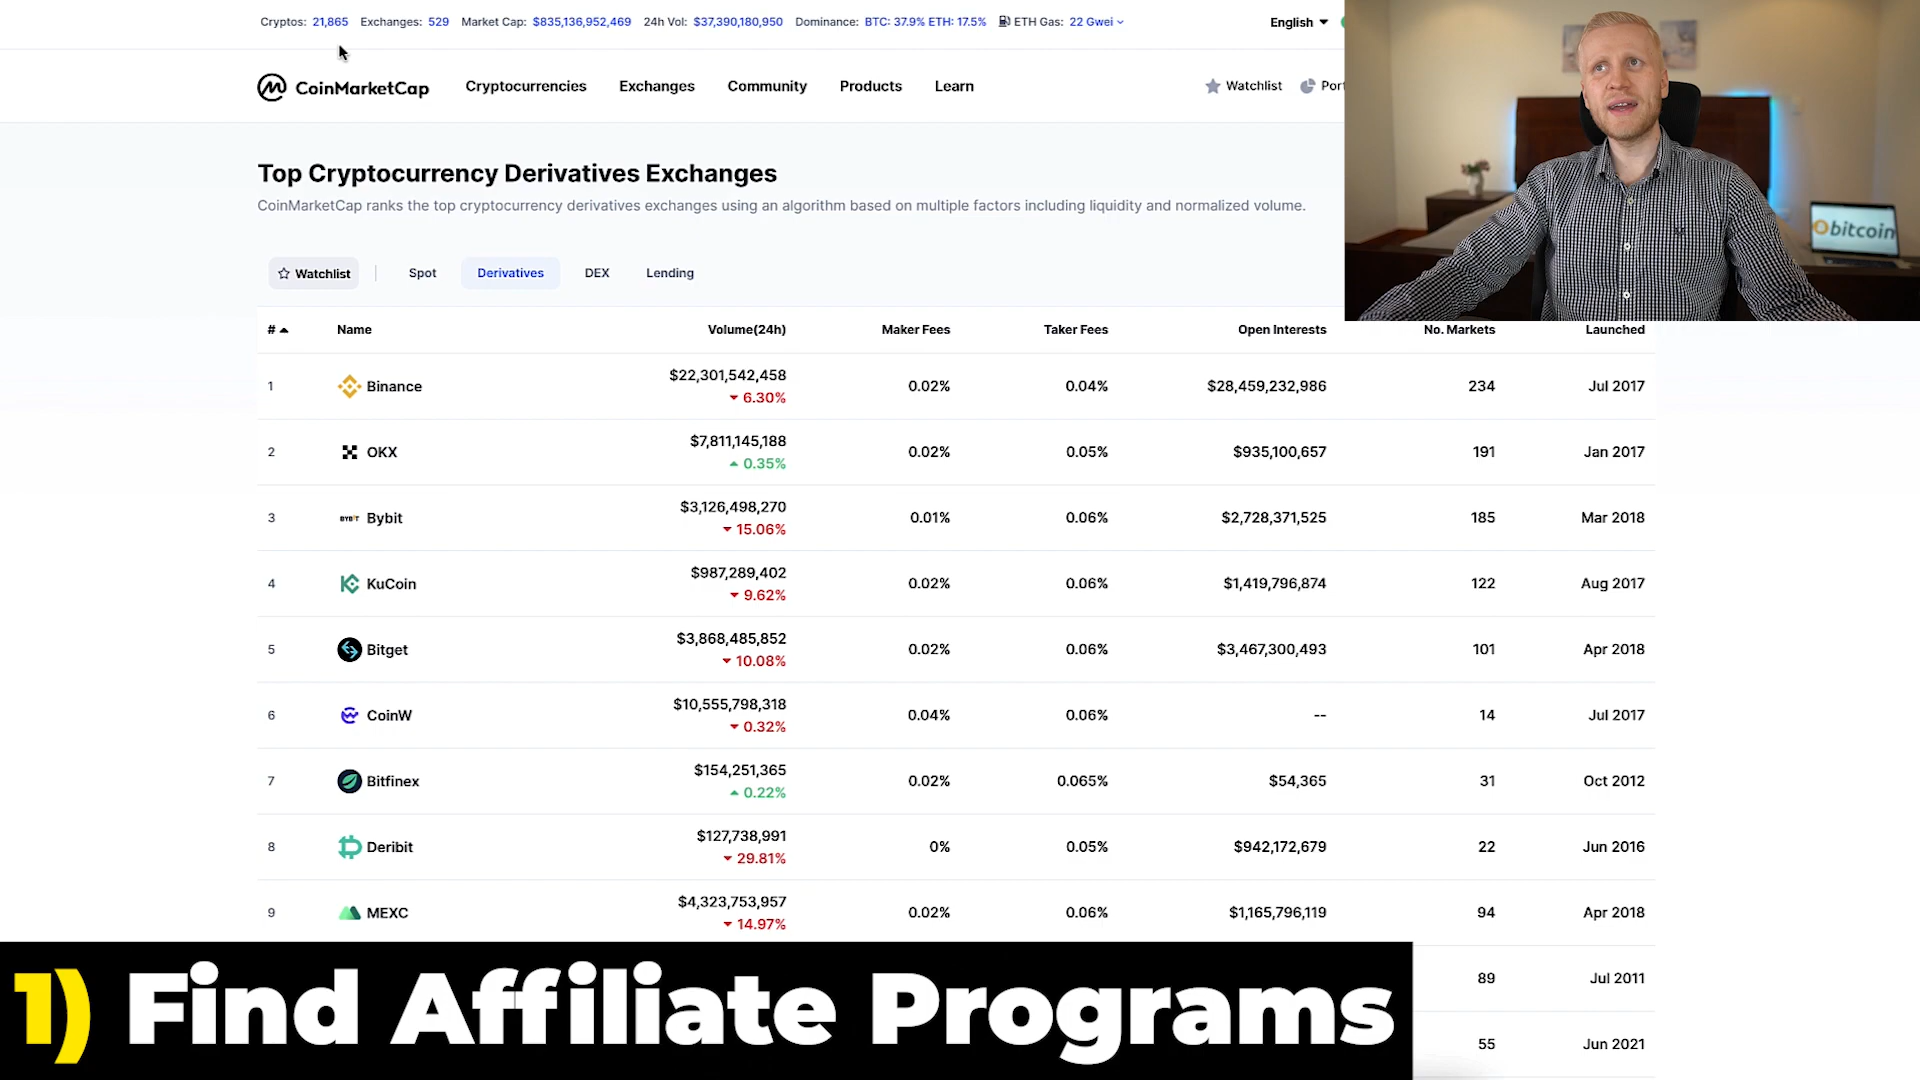 Cryptos: 21,865 Exchanges: 529 Market Cap: $835,136,952,469 24h Vol: $37,390,180,950 Dominance: BTC: 37.9% ETH: 17.5% ETH Gas: 22 Gwei English
CoinMarketCap Cryptocurrencies Exchanges Community Products Learn Watchlist Port
Top Cryptocurrency Derivatives Exchanges
CoinMarketCap ranks the top cryptocurrency derivatives exchanges using an algorithm based on multiple factors including liquidity and normalized volume.
bitcoin
Watchlist Spot Derivatives DEX Lending
# Name Volume(24h) Maker Fees Taker Fees Open Interests No. Markets Launched
1 Binance $22,301,542,458 0.02% 0.04% $28,459,232,986 234 Jul 2017
6.30%
2 OKX $7,811,145,188 0.02% 0.05% $935,100,657 191 Jan 2017
0.35%
3 BYBIT Bybit $3,126,498,270 0.01% 0.06% $2,728,371,525 185 Mar 2018
15.06%
4 KuCoin $987,289,402 0.02% 0.06% $1,419,796,874 122 Aug 2017
9.62%
5 Bitget $3,868,485,852 0.02% 0.06% $3,467,300,493 101 Apr 2018
10.08%
6 CoinW $10,555,798,318 0.04% 0.06% -- 14 Jul 2017
0.32%
7 Bitfinex $154,251,365 0.02% 0.065% $54,365 31 Oct 2012
0.22%
8 Deribit $127,738,991 0% 0.05% $942,172,679 22 Jun 2016
29.81%
9 MEXC $4,323,753,957 0.02% 0.06% $1,165,796,119 94 Apr 2018
14.97%
89 Jul 2011
55 Jun 2021
1) Find Affiliate Programs